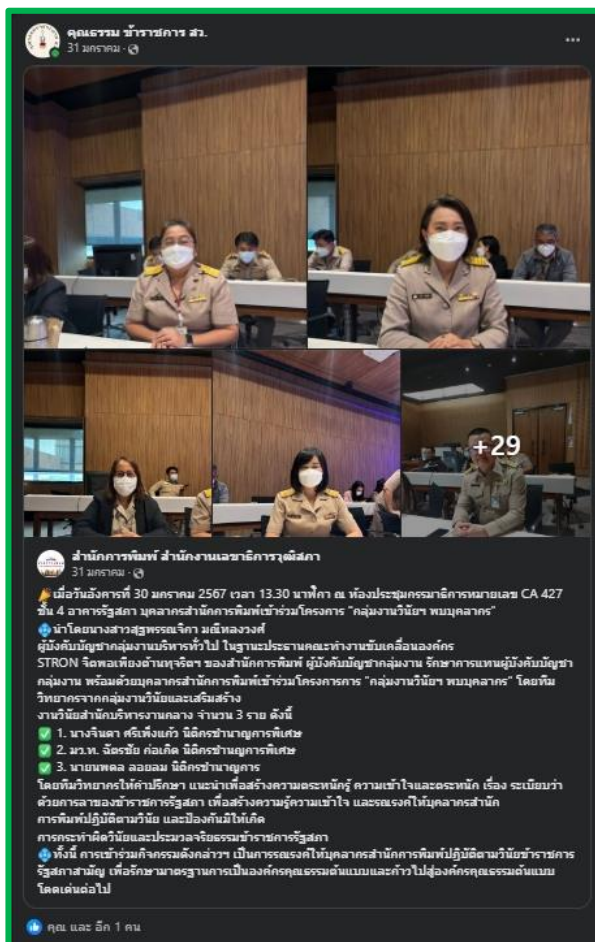 คุณธรรม ข้าราชการ สว.
31 มกราคม
+29
สำนักการพิมพ์ สำนักงานเลขาธิการวุฒิสภา
31 มกราคม
เมื่อวันอังคารที่ 30 มกราคม 2567 เวลา 13.30 นาฬิกา ณ ห้องประชุมกรรมาธิการหมายเลข CA 427
ชั้น 4 อาคารรัฐสภา บุคลากรสำนักการพิมพ์เข้าร่วมโครงการ "กลุ่มงานวินัยฯ พบบุคลากร"
นำโดยนางสาวสุพรรณิกา มณีหลวงวงศ์
ผู้บังคับบัญชากลุ่มงานบริหารทั่วไป ในฐานะประธานคณะทำงานขับเคลื่อนองค์กร
STRON จิตพอเพียงต้านทุจริตฯ ของสำนักการพิมพ์ ผู้บังคับบัญชากลุ่มงาน รักษาการแทนผู้บังคับบัญชา
กลุ่มงาน พร้อมด้วยบุคลากรสำนักการพิมพ์เข้าร่วมโครงการการ "กลุ่มงานวินัยฯ พบบุคลากร" โดยทีม
วิทยากรจากกลุ่มงานวินัยและเสริมสร้าง
งานวินัยสำนักบริหารงานกลาง จำนวน 3 ราย ดังนี้
✅ 1. นางจินดา ศรีเพ็งแก้ว นิติกรชำนาญการพิเศษ
✅ 2. มว.ท. ฉัตรชัย ก่อเกิด นิติกรชำนาญการพิเศษ
✅ 3. นายนพดล ลอยลม นิติกรชำนาญการ
โดยทีมวิทยากรให้คำปรึกษา แนะนำเพื่อสร้างความตระหนักรู้ ความเข้าใจและตระหนัก เรื่อง ระเบียบว่า
ด้วยการลาของข้าราชการรัฐสภา เพื่อสร้างความรู้ความเข้าใจ และรณรงค์ให้บุคลากรสำนัก
การพิมพ์ปฏิบัติตามวินัย และป้องกันมิให้เกิด
การกระทำผิดวินัยและประมวลจริยธรรมข้าราชการรัฐสภา
ทั้งนี้ การเข้าร่วมกิจกรรมดังกล่าวฯ เป็นการรณรงค์ให้บุคลากรสำนักการพิมพ์ปฏิบัติตามวินัยข้าราชการ
รัฐสภาสามัญ เพื่อรักษามาตรฐานการเป็นองค์กรคุณธรรมต้นแบบและก้าวไปสู่องค์กรคุณธรรมต้นแบบ
โดดเด่นต่อไป
คุณ และ อีก 1 คน